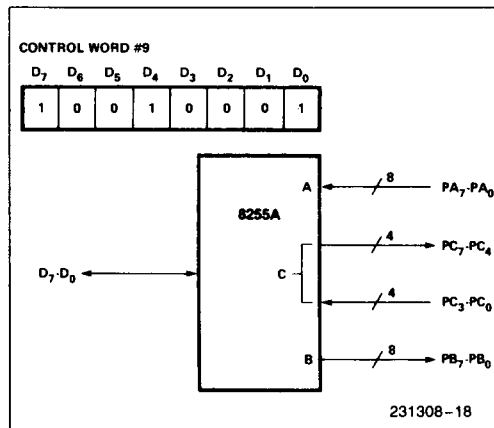 CONTROL WORD #9
D7 D6 D5 D4 D3 D2 D1 D0
1 0 0 1 0 0 0 1
A 8 PA7-PA0
8255A
4 PC7-PC4
D7-D0 C
4 PC3-PC0
B 8 PB7-PB0
231308-18